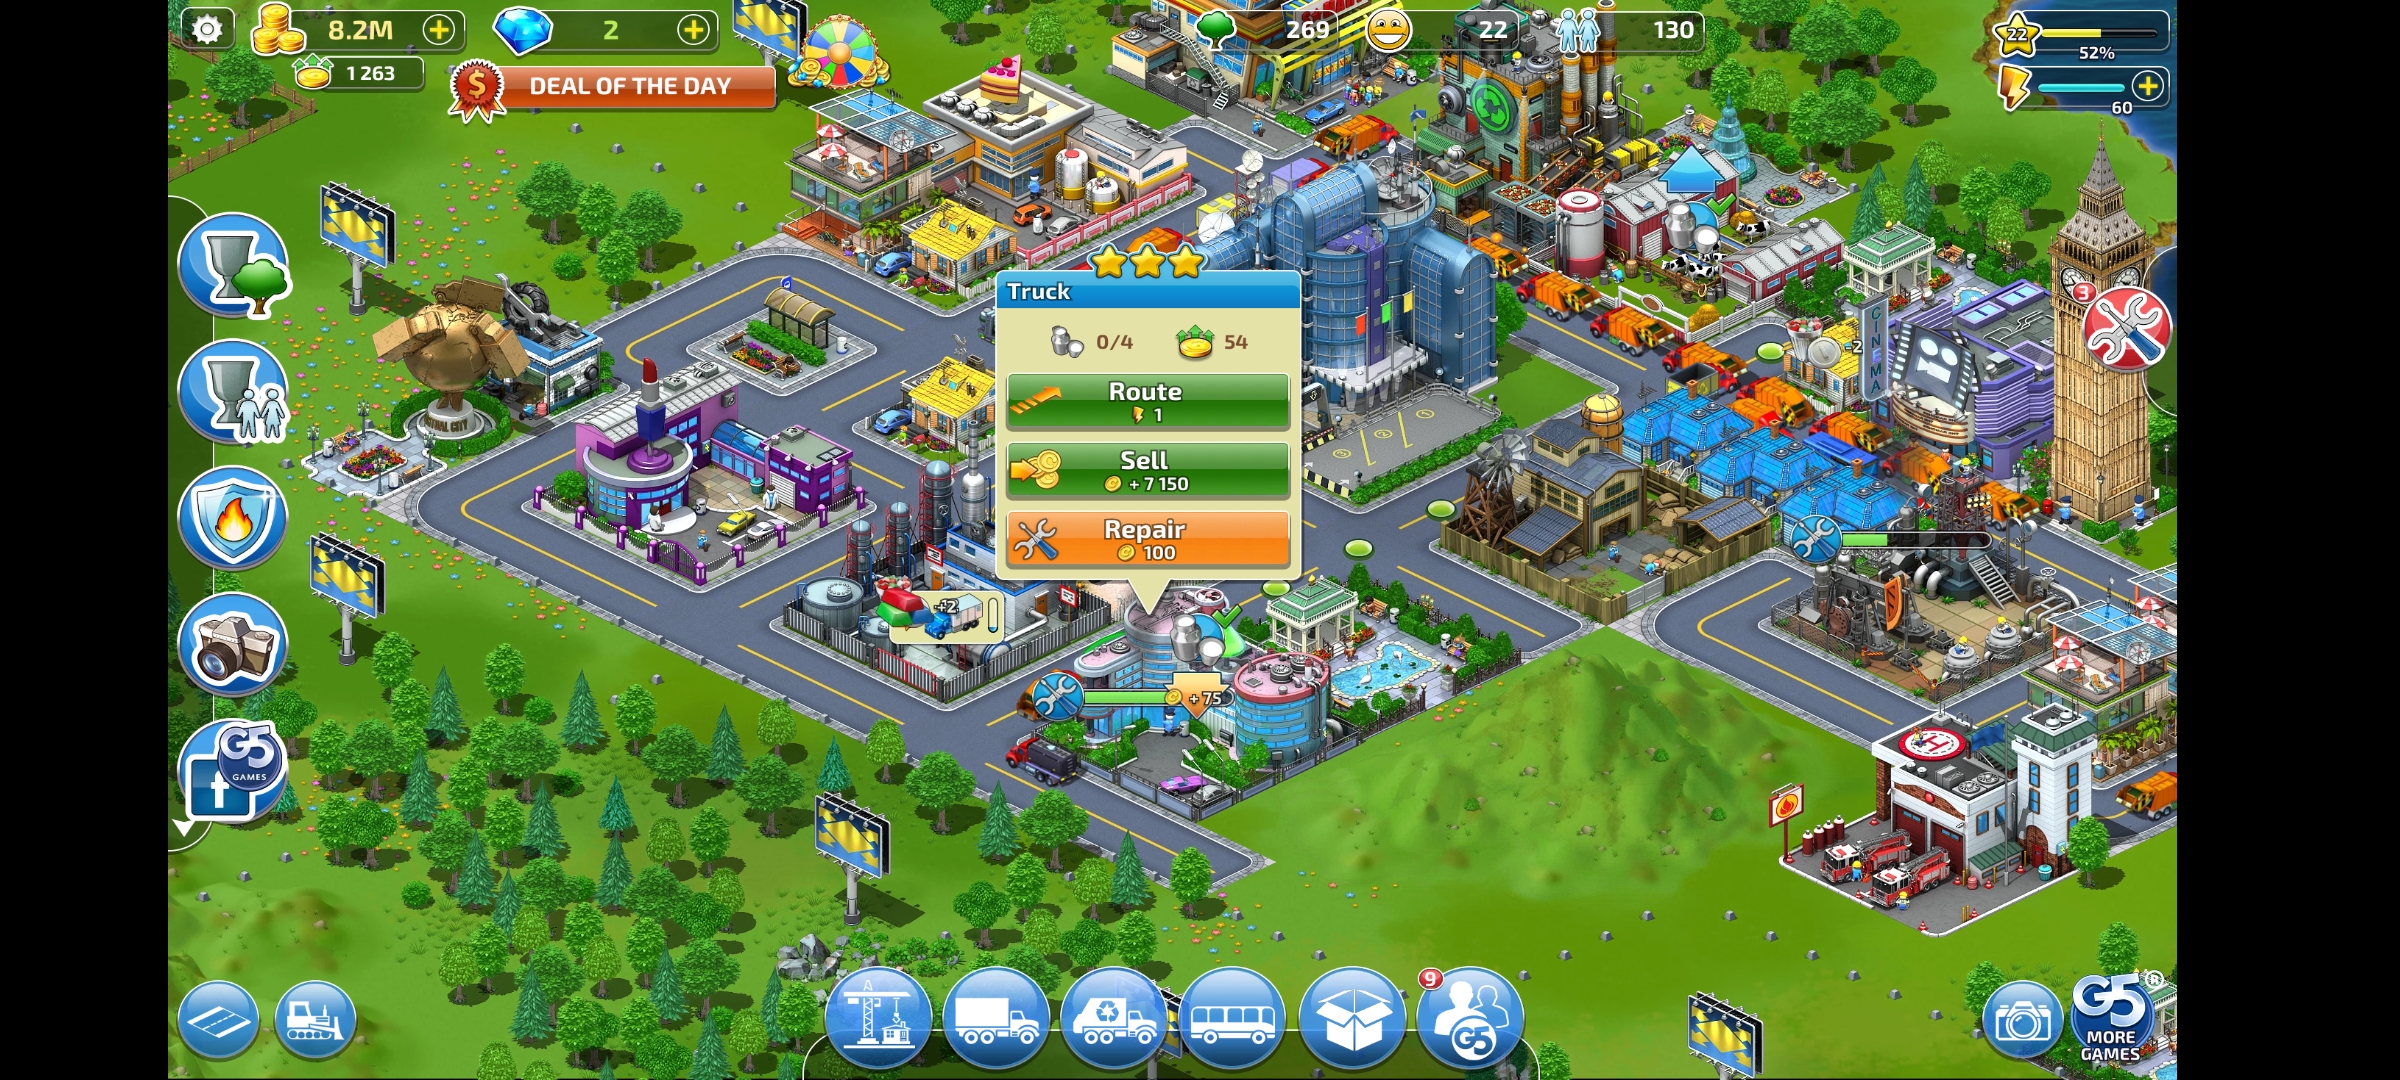 8.2M
2
269
22
130
22
52%
1 263
DEAL OF THE DAY
60
Truck
0/4
54
Route
1
Sell
+ 7 150
Repair
100
3
-2
CINEMA
+2
+ 75
G5
GAMES
f
H
A
9
G5
G5
®
MORE
GAMES